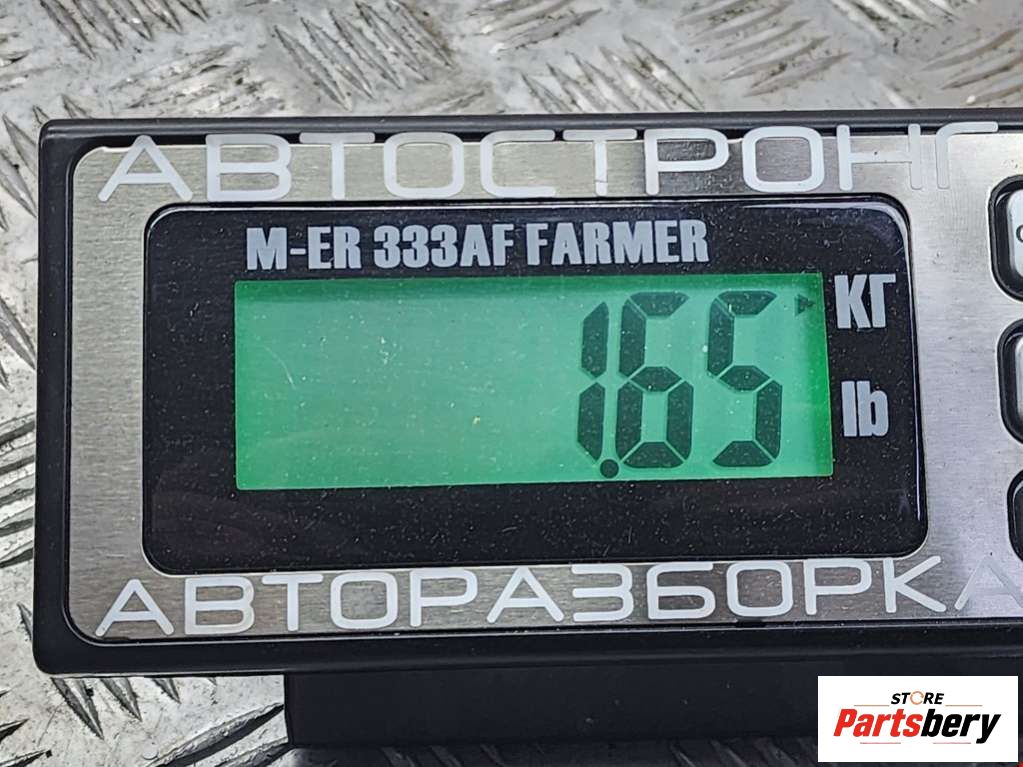 АВТОСТРОНГ
M-ER 333AF FARMER
1.65
КГ
lb
АВТОРАЗБОРКА
STORE
Partsbery